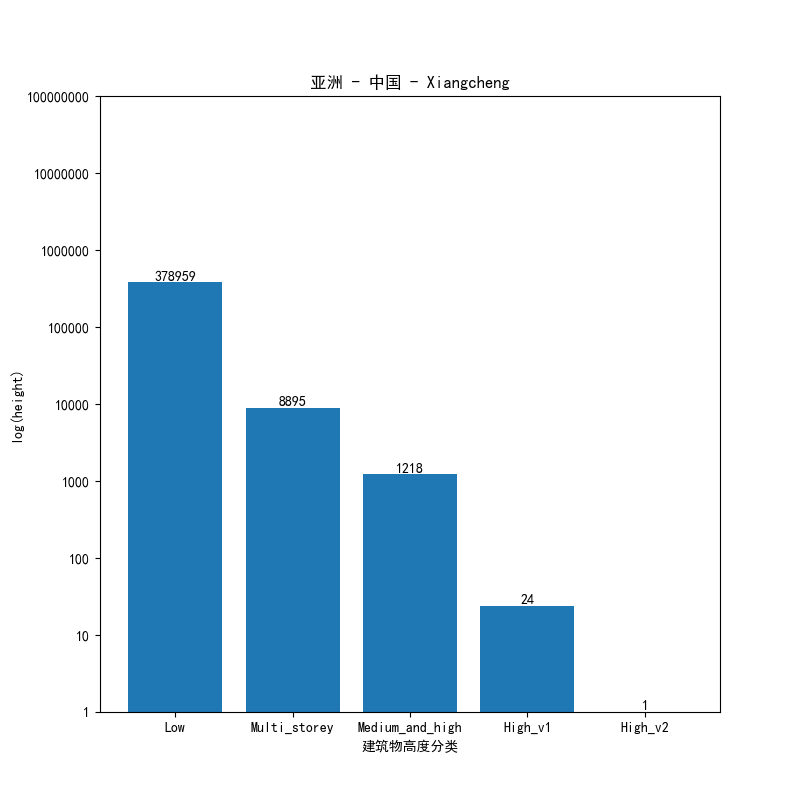 亚洲 - 中国 - Xiangcheng
100000000
10000000
1000000
100000
10000
1000
100
10
1
log(height)
378959
8895
1218
24
1
Low
Multi_storey
Medium_and_high
High_v1
High_v2
建筑物高度分类